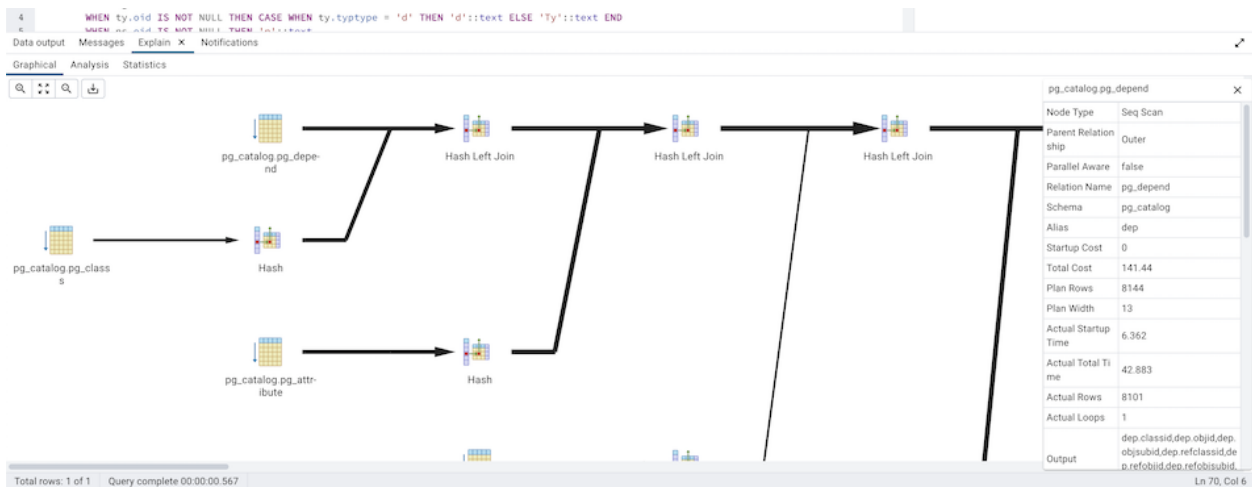 4 WHEN ty.oid IS NOT NULL THEN CASE WHEN ty.typtype = 'd' THEN 'd'::text ELSE 'Ty'::text END
Data output Messages Explain × Notifications
Graphical Analysis Statistics
pg_catalog.pg_depe-
nd
Hash Left Join
Hash Left Join
Hash Left Join
pg_catalog.pg_clas
s
Hash
pg_catalog.pg_attr-
ibute
Hash
pg_catalog.pg_depend ×
Node Type Seq Scan
Parent Relation
ship Outer
Parallel Aware false
Relation Name pg_depend
Schema pg_catalog
Alias dep
Startup Cost 0
Total Cost 141.44
Plan Rows 8144
Plan Width 13
Actual Startup
Time 6.362
Actual Total Ti
me 42.883
Actual Rows 8101
Actual Loops 1
Output dep.classid,dep.objid,dep.
objsubid,dep.refclassid,de
p.refobjid,dep.refobjsubid,
Total rows: 1 of 1 Query complete 00:00:00.567 Ln 70, Col 6